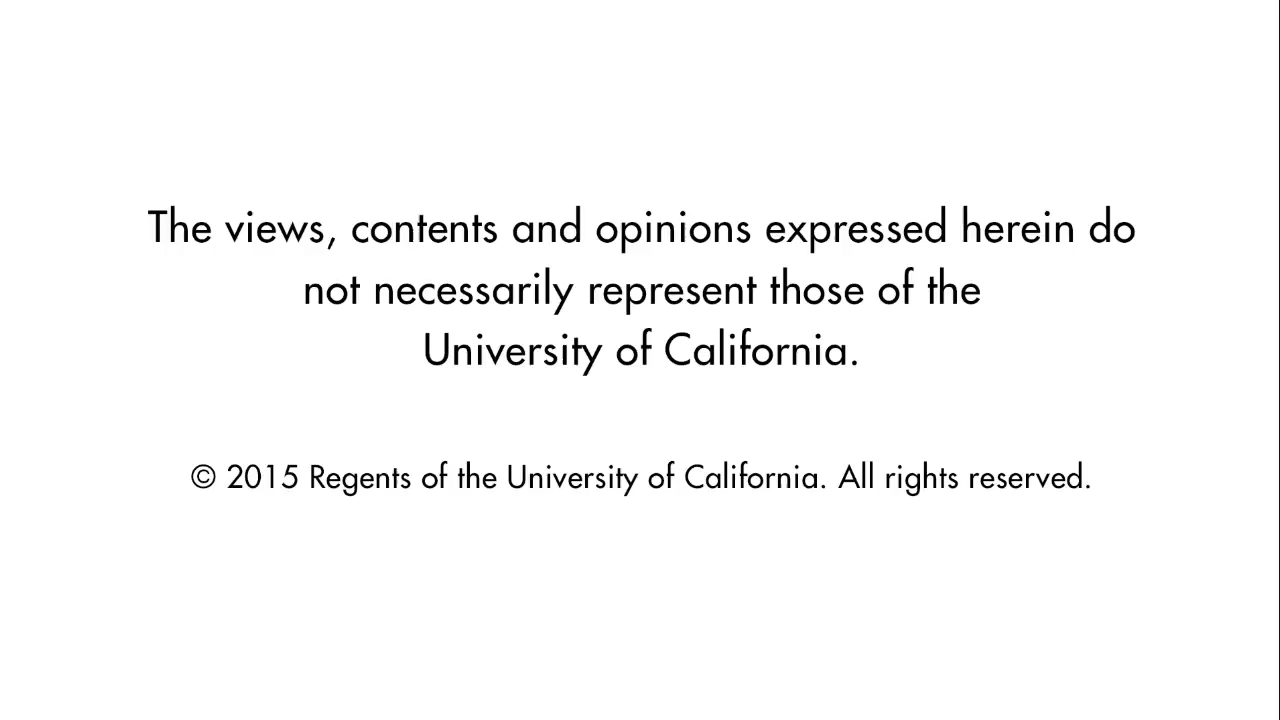 The views, contents and opinions expressed herein do
not necessarily represent those of the
University of California.
© 2015 Regents of the University of California. All rights reserved.